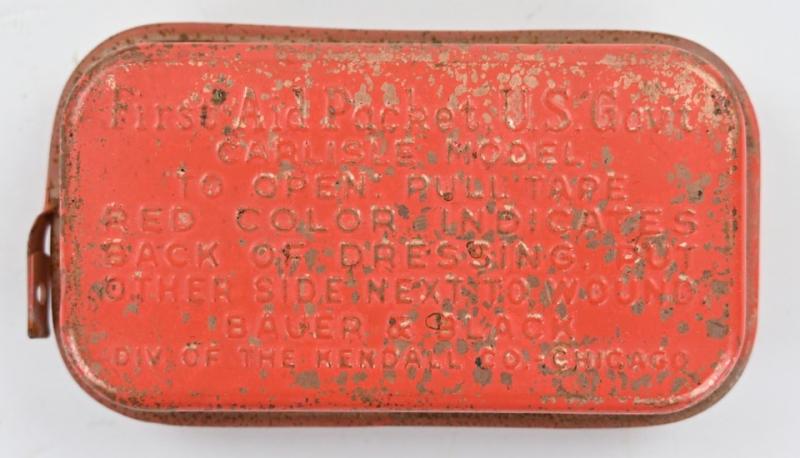 First-Aid Packet, U.S. Govt.
CARLISLE MODEL
TO OPEN PULL TAPE
RED COLOR INDICATES
BACK OF DRESSING, PUT
OTHER SIDE NEXT TO WOUND.
BAUER & BLACK
DIV. OF THE KENDALL CO. CHICAGO